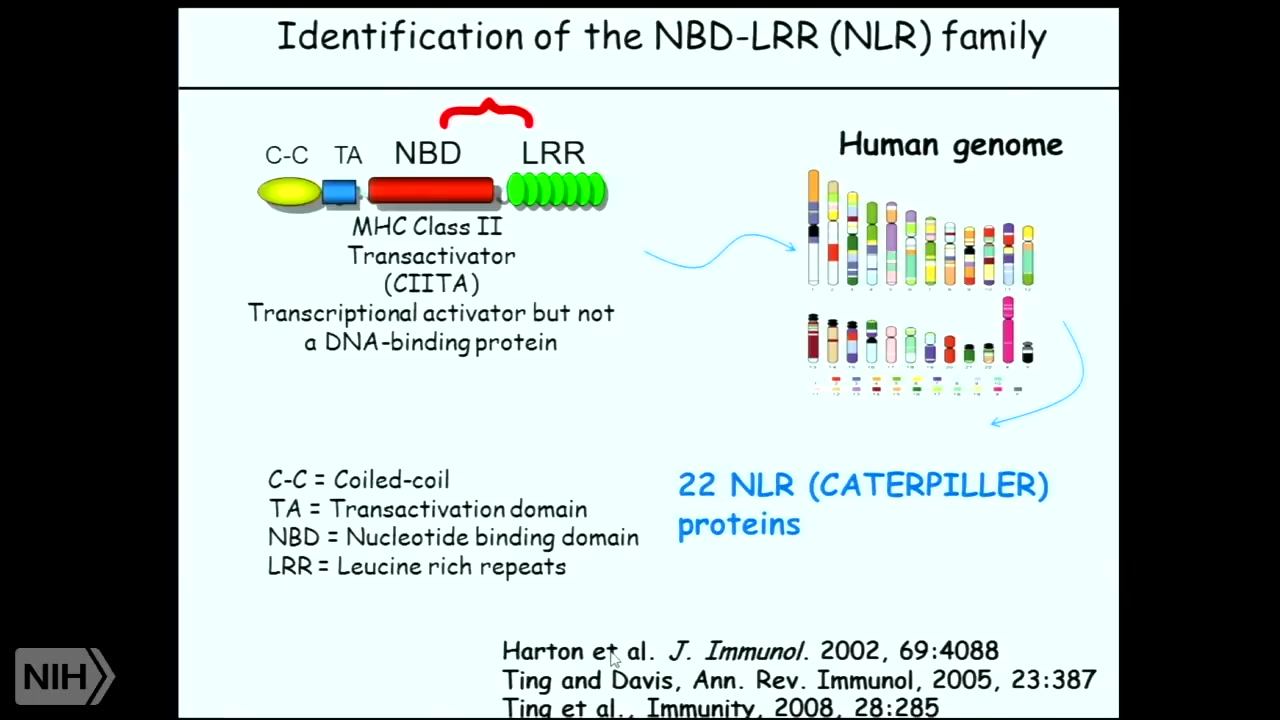 Identification of the NBD-LRR (NLR) family
C-C TA NBD LRR
MHC Class II
Transactivator
(CIITA)
Transcriptional activator but not
a DNA-binding protein
Human genome
C-C = Coiled-coil
TA = Transactivation domain
NBD = Nucleotide binding domain
LRR = Leucine rich repeats
22 NLR (CATERPILLER)
proteins
Harton et al. J. Immunol. 2002, 69:4088
Ting and Davis, Ann. Rev. Immunol, 2005, 23:387
Ting et al., Immunity, 2008, 28:285
NIH